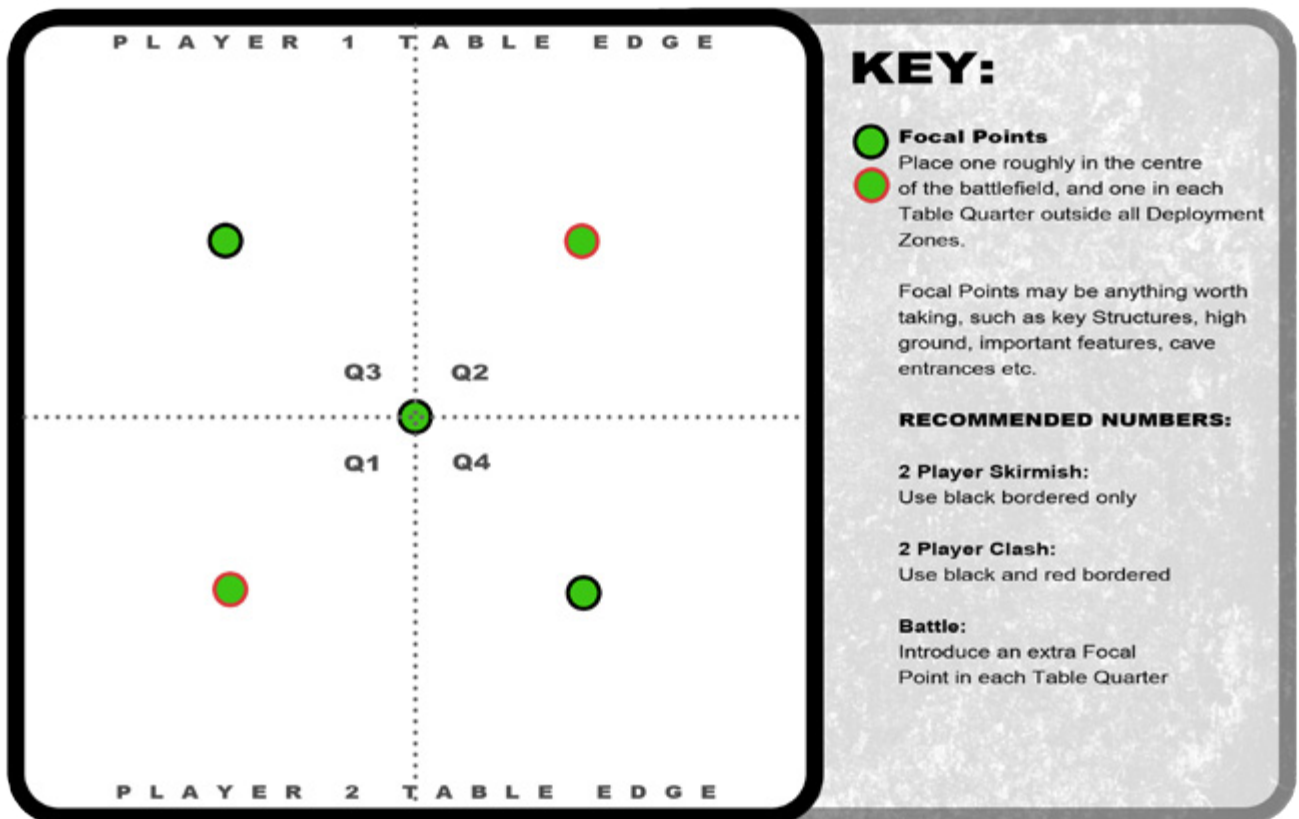 PLAYER 1 TABLE EDGE
Q3 Q2
Q1 Q4
PLAYER 2 TABLE EDGE
KEY:
Focal Points
Place one roughly in the centre
of the battlefield, and one in each
Table Quarter outside all Deployment
Zones.
Focal Points may be anything worth
taking, such as key Structures, high
ground, important features, cave
entrances etc.
RECOMMENDED NUMBERS:
2 Player Skirmish:
Use black bordered only
2 Player Clash:
Use black and red bordered
Battle:
Introduce an extra Focal
Point in each Table Quarter